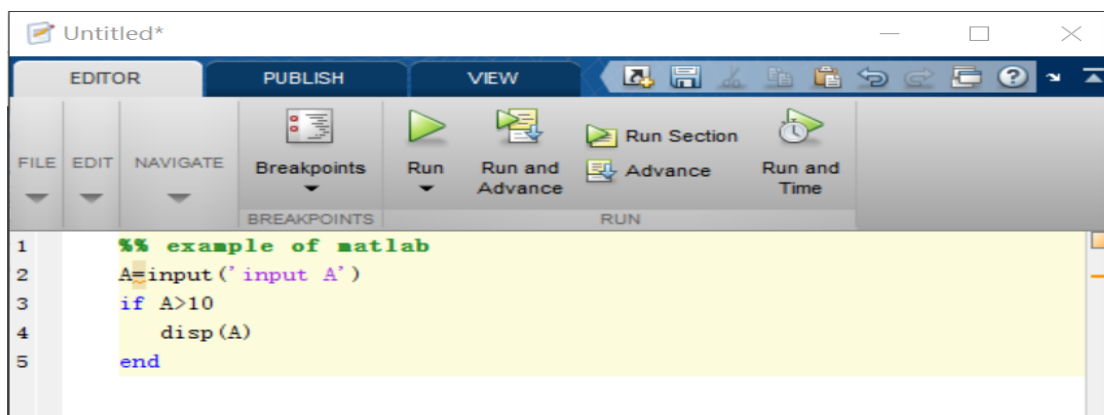 Untitled*
EDITOR PUBLISH VIEW
FILE EDIT NAVIGATE Breakpoints Run Run and Advance Run Section Advance Run and Time
BREAKPOINTS RUN
1 %% example of matlab
2 A=input('input A')
3 if A>10
4 disp(A)
5 end